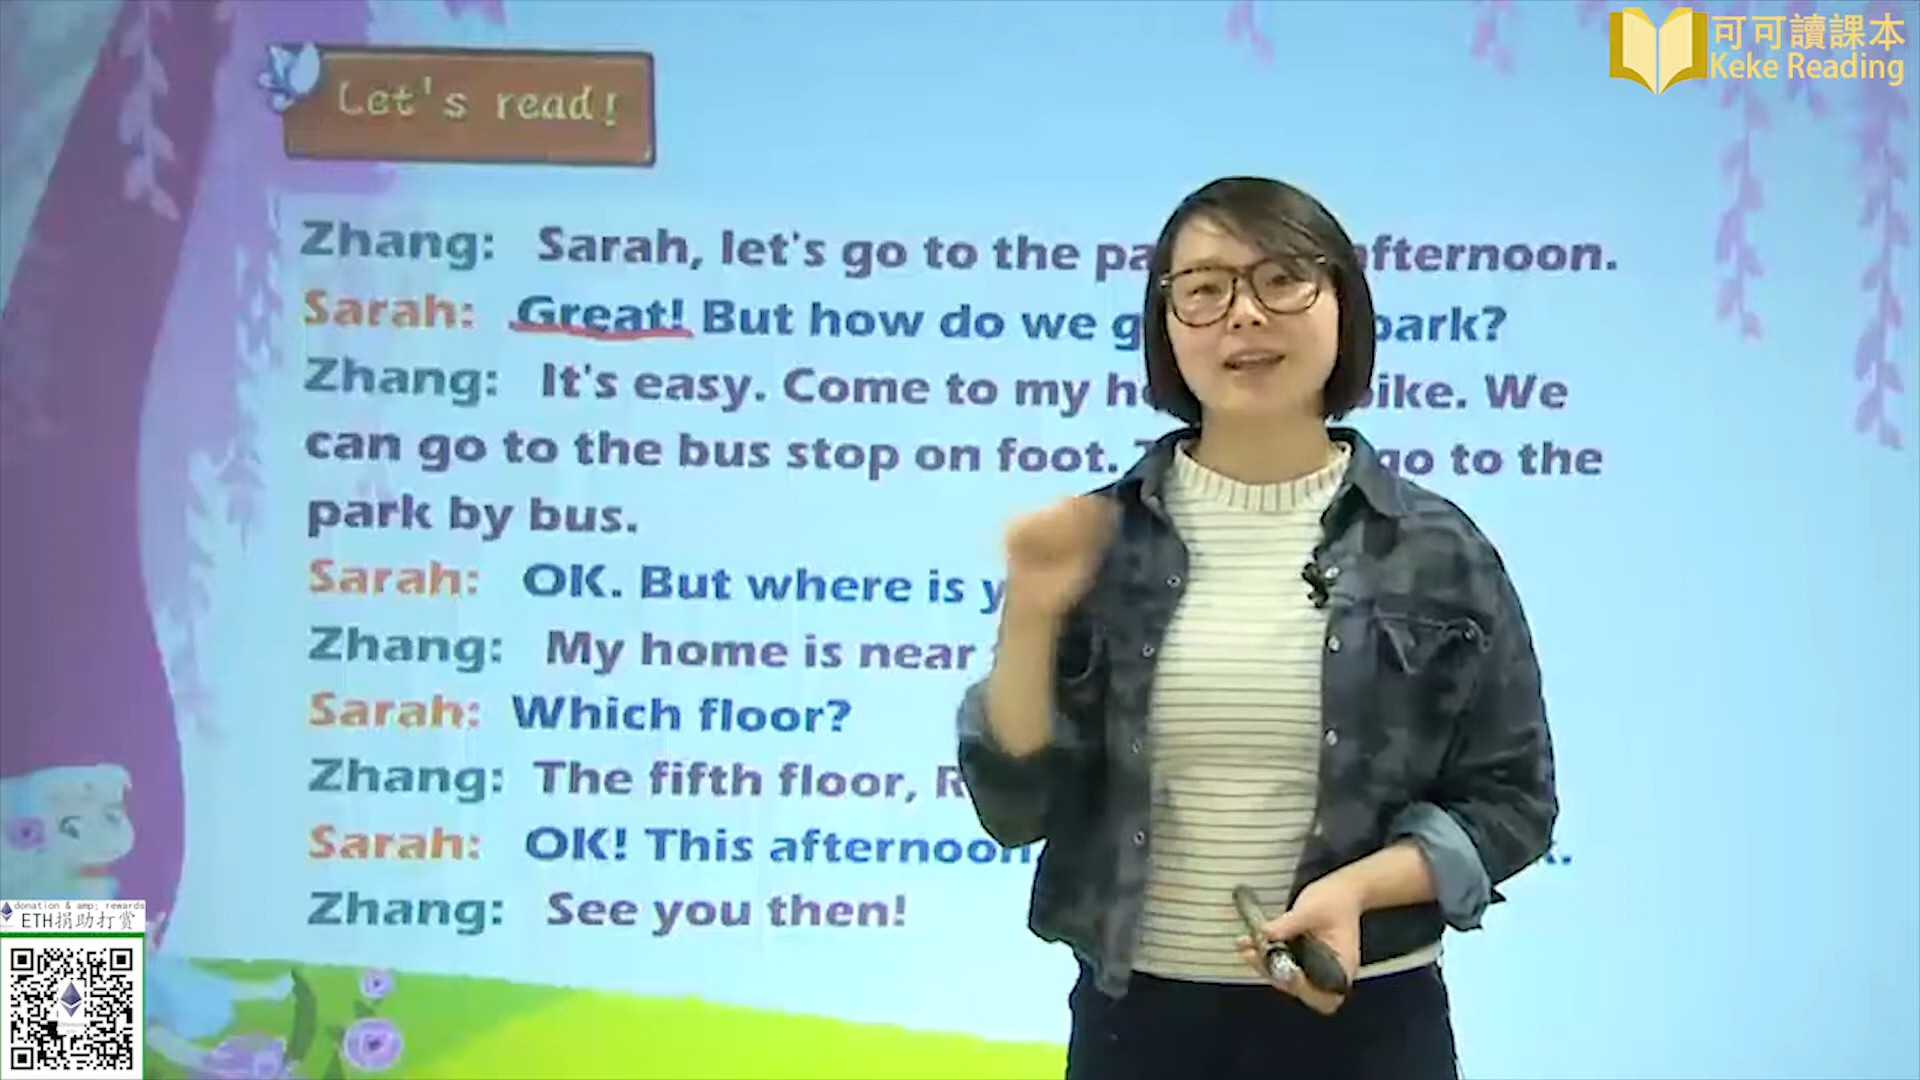 可可讀課本
Keke Reading
Let's read!
Zhang: Sarah, let's go to the afternoon.
Sarah: Great! But how do we park?
Zhang: It's easy. Come to my bike. We
can go to the bus stop on foot. go to the
park by bus.
Sarah: OK. But where is
Zhang: My home is near
Sarah: Which floor?
Zhang: The fifth floor,
Sarah: OK! This afternoon
Zhang: See you then!
donation & amp; rewards
ETH捐助打赏